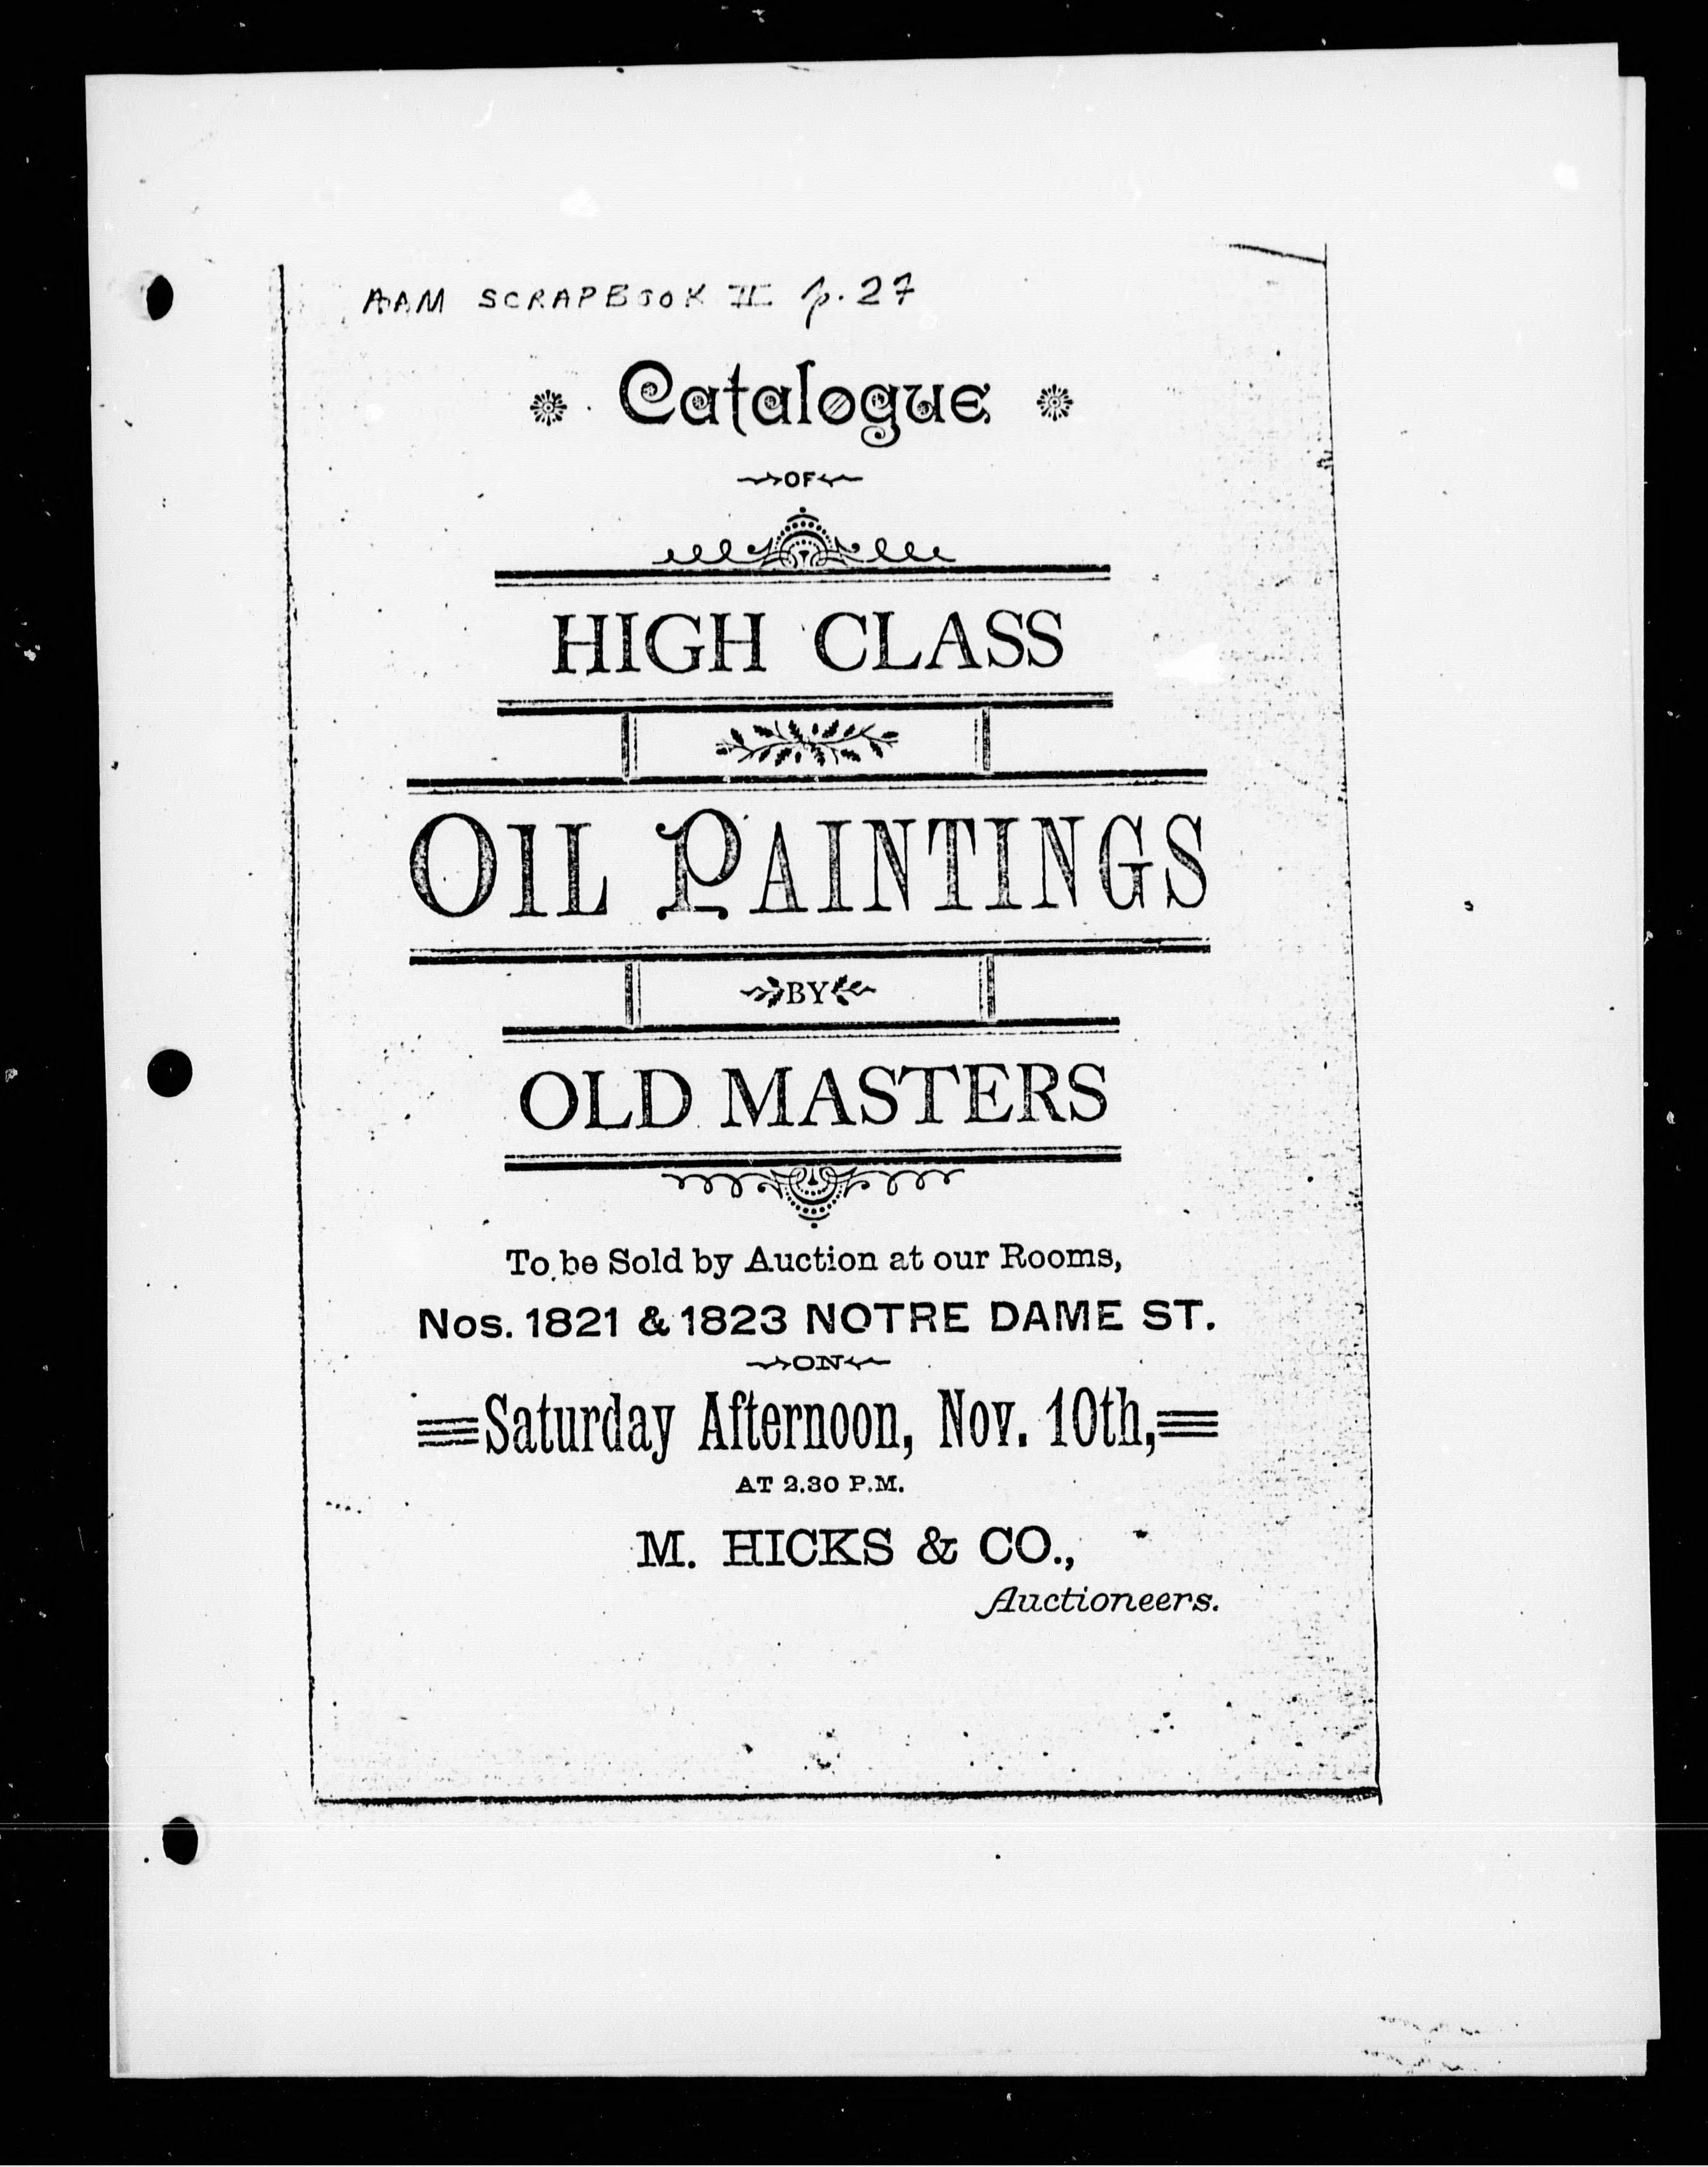 AAM SCRAPBOOK II p. 27
Catalogue
OF
HIGH CLASS
OIL PAINTINGS
BY
OLD MASTERS
To be Sold by Auction at our Rooms,
Nos. 1821 & 1823 NOTRE DAME ST.
ON
Saturday Afternoon, Nov. 10th,
AT 2.30 P.M.
M. HICKS & CO.,
Auctioneers.